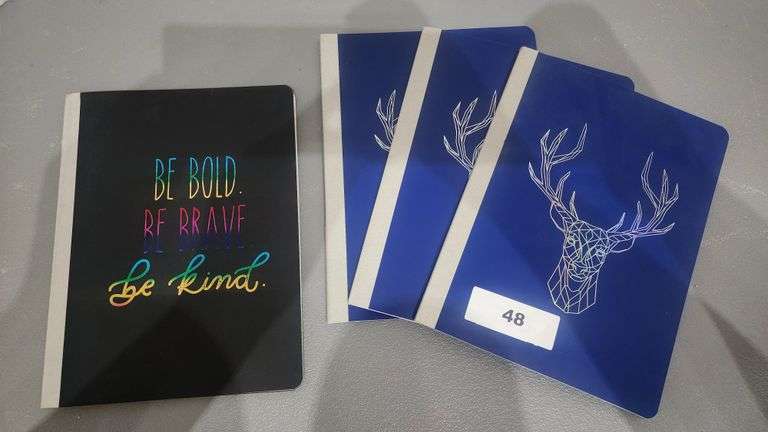 BE BOLD.
BE BRAVE.
be kind.
48